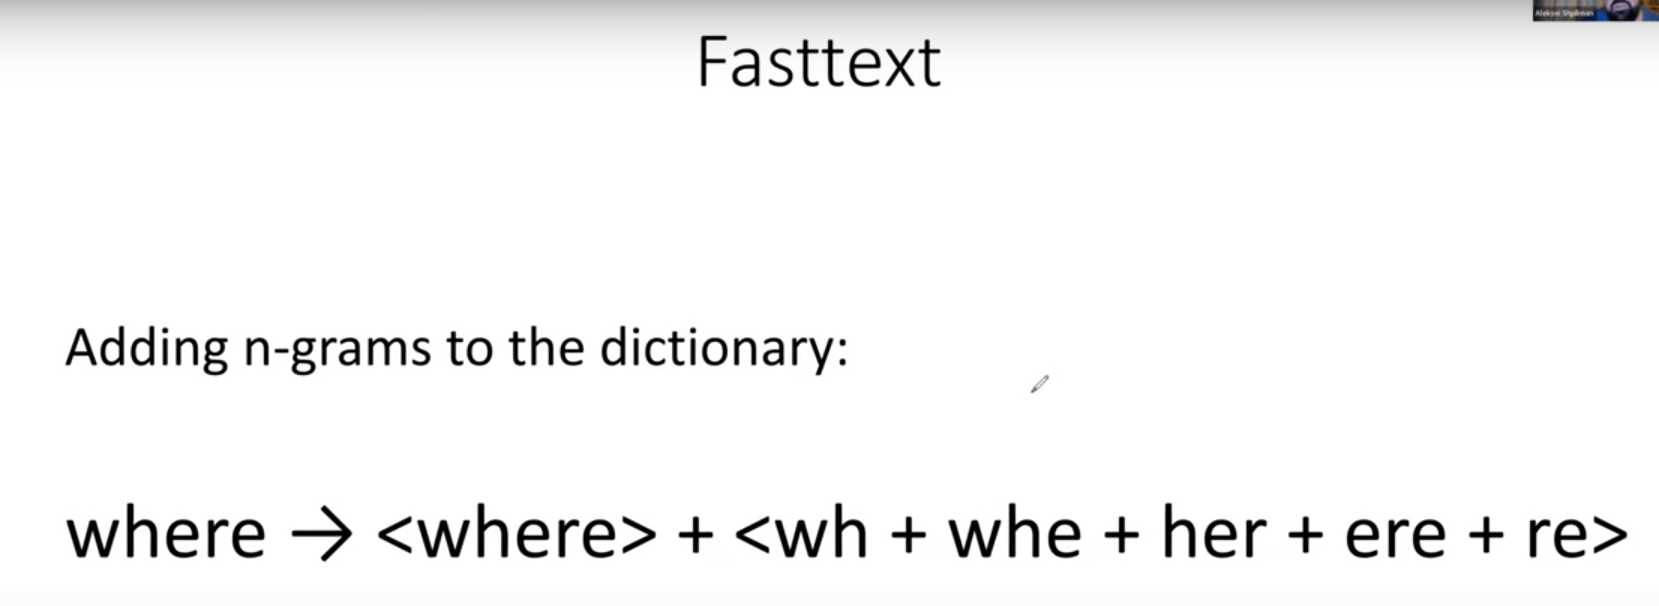 Aleksei Shpilman
Fasttext
Adding n-grams to the dictionary:
where → <where> + <wh + whe + her + ere + re>